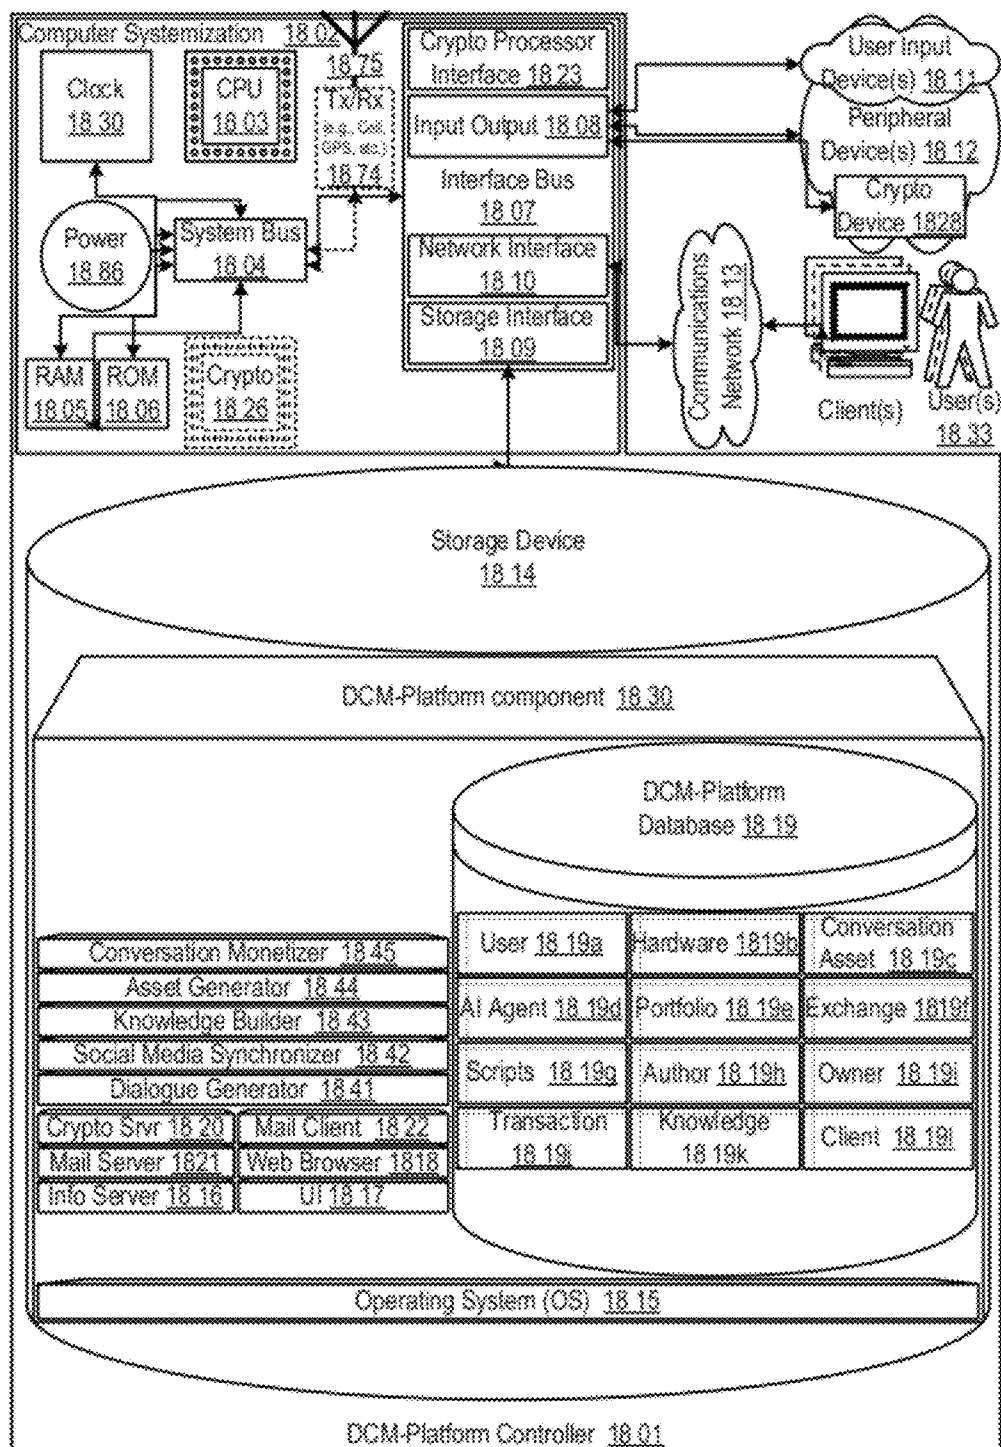 Computer Systemization 18.02
Clock
18.30
CPU
18.03
18.75
Tx/Rx
(e.g., Cel,
GPS, etc.)
18.74
Crypto Processor
Interface 18.23
Input Output 18.08
Interface Bus
18.07
Network Interface
18.10
Storage Interface
18.09
User Input
Device(s) 18.11
Peripheral
Device(s) 18.12
Crypto
Device 1828
Power
18.86
System Bus
18.04
RAM
18.05
ROM
18.06
Crypto
18.26
Communications
Network 18.13
Client(s)
User(s)
18.33
Storage Device
18.14
DCM-Platform component 18.30
DCM-Platform
Database 18.19
User 18.19a
Hardware 1819b
Conversation
Asset 18.19c
AI Agent 18.19d
Portfolio 18.19e
Exchange 1819f
Scripts 18.19g
Author 18.19h
Owner 18.19i
Transaction
18.19j
Knowledge
18.19k
Client 18.19l
Conversation Monetizer 18.45
Asset Generator 18.44
Knowledge Builder 18.43
Social Media Synchronizer 18.42
Dialogue Generator 18.41
Crypto Srvr 18.20
Mail Client 18.22
Mail Server 1821
Web Browser 1818
Info Server 18.16
UI 18.17
Operating System (OS) 18.15
DCM-Platform Controller 18.01